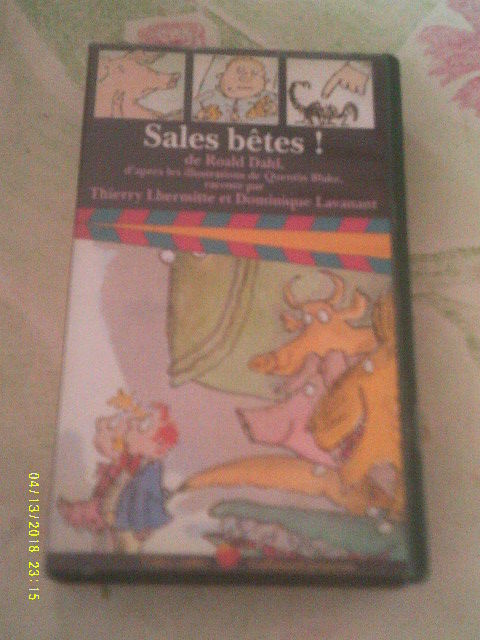 Sales bêtes !
de Roald Dahl,
d'après les illustrations de Quentin Blake,
raconté par
Thierry Lhermitte et Dominique Lavanant
04/13/2018 23:15